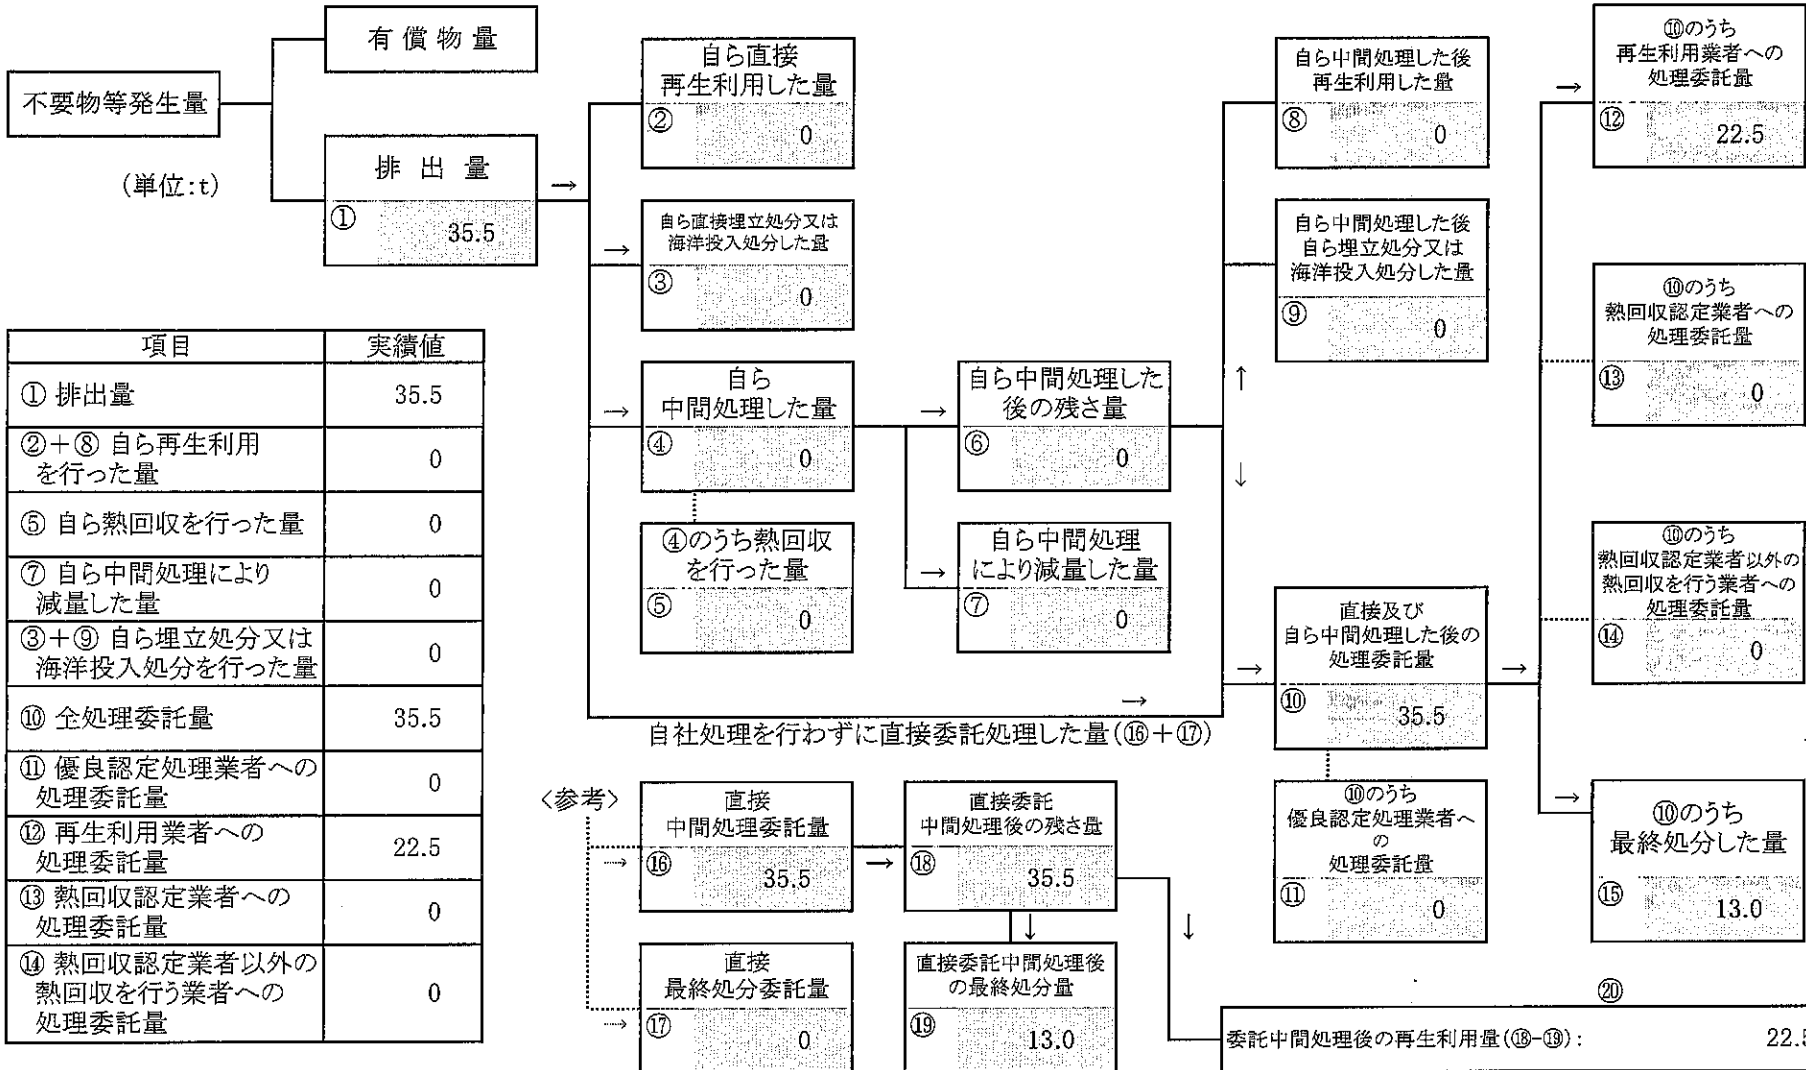 不要物等発生量
(単位:t)
有償物量
排出量
① 35.5
→
自ら直接
再生利用した量
② 0
→
自ら直接埋立処分又は
海洋投入処分した量
③ 0
→
自ら
中間処理した量
④ 0
④のうち熱回収
を行った量
⑤ 0
→
自ら中間処理した
後の残さ量
⑥ 0
→
自ら中間処理
により減量した量
⑦ 0
↑
↓
自ら中間処理した後
再生利用した量
⑧ 0
自ら中間処理した後
自ら埋立処分又は
海洋投入処分した量
⑨ 0
→
自社処理を行わずに直接委託処理した量(⑯+⑰)
→
直接及び
自ら中間処理した後の
処理委託量
⑩ 35.5
⑩のうち
優良認定処理業者へ
の
処理委託量
⑪ 0
→
→
⑩のうち
再生利用業者への
処理委託量
⑫ 22.5
⑩のうち
熱回収認定業者への
処理委託量
⑬ 0
⑩のうち
熱回収認定業者以外の
熱回収を行う業者への
処理委託量
⑭ 0
→
⑩のうち
最終処分した量
⑮ 13.0
項目 実績値
① 排出量 35.5
②+⑧ 自ら再生利用
を行った量 0
⑤ 自ら熱回収を行った量 0
⑦ 自ら中間処理により
減量した量 0
③+⑨ 自ら埋立処分又は
海洋投入処分を行った量 0
⑩ 全処理委託量 35.5
⑪ 優良認定処理業者への
処理委託量 0
⑫ 再生利用業者への
処理委託量 22.5
⑬ 熱回収認定業者への
処理委託量 0
⑭ 熱回収認定業者以外の
熱回収を行う業者への
処理委託量 0
〈参考〉
→
直接
中間処理委託量
⑯ 35.5
→
直接
最終処分委託量
⑰ 0
→
直接委託
中間処理後の残さ量
⑱ 35.5
↓
直接委託中間処理後
の最終処分量
⑲ 13.0
↓
⑳
委託中間処理後の再生利用量(⑱-⑲): 22.5